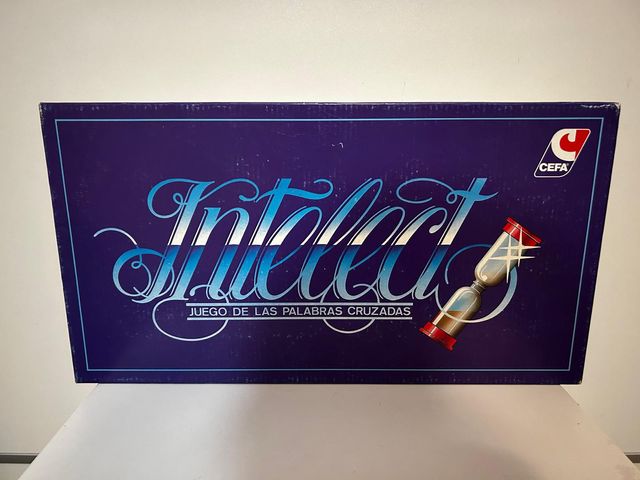 CEFA
Intelect
JUEGO DE LAS PALABRAS CRUZADAS